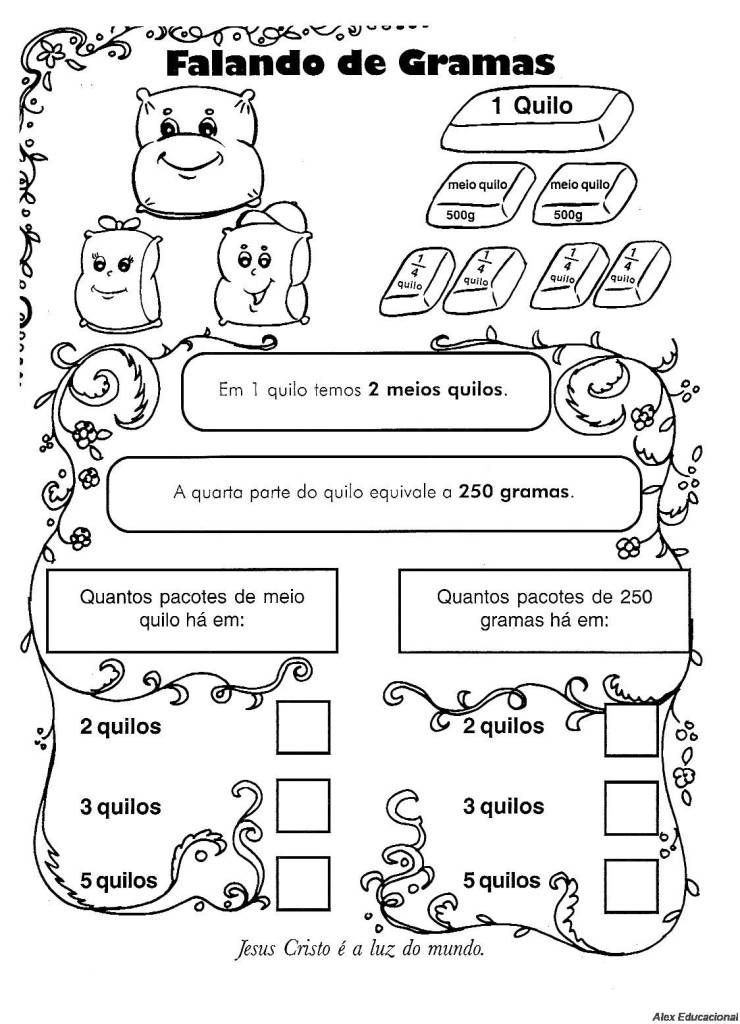 Falando de Gramas
1 Quilo
meio quilo
500g
meio quilo
500g
1/4
quilo
1/4
quilo
1/4
quilo
1/4
quilo
Em 1 quilo temos 2 meios quilos.
A quarta parte do quilo equivale a 250 gramas.
Quantos pacotes de meio
quilo há em:
2 quilos
3 quilos
5 quilos
Quantos pacotes de 250
gramas há em:
2 quilos
3 quilos
5 quilos
Jesus Cristo é a luz do mundo.
Alex Educacional